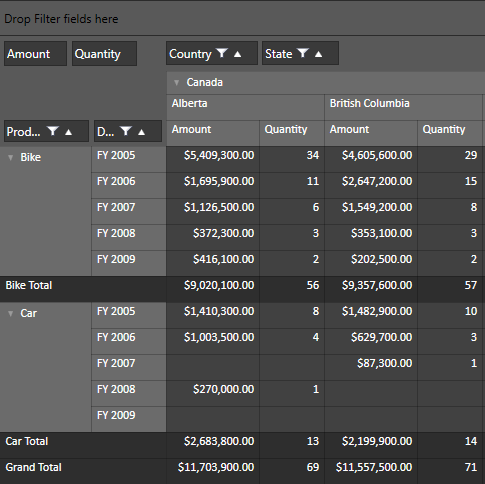 Drop Filter fields here
Amount Quantity Country State
Canada
Alberta British Columbia
Prod... D... Amount Quantity Amount Quantity
Bike FY 2005 $5,409,300.00 34 $4,605,600.00 29
FY 2006 $1,695,900.00 11 $2,647,200.00 15
FY 2007 $1,126,500.00 6 $1,549,200.00 8
FY 2008 $372,300.00 3 $353,100.00 3
FY 2009 $416,100.00 2 $202,500.00 2
Bike Total $9,020,100.00 56 $9,357,600.00 57
Car FY 2005 $1,410,300.00 8 $1,482,900.00 10
FY 2006 $1,003,500.00 4 $629,700.00 3
FY 2007 $87,300.00 1
FY 2008 $270,000.00 1
FY 2009
Car Total $2,683,800.00 13 $2,199,900.00 14
Grand Total $11,703,900.00 69 $11,557,500.00 71